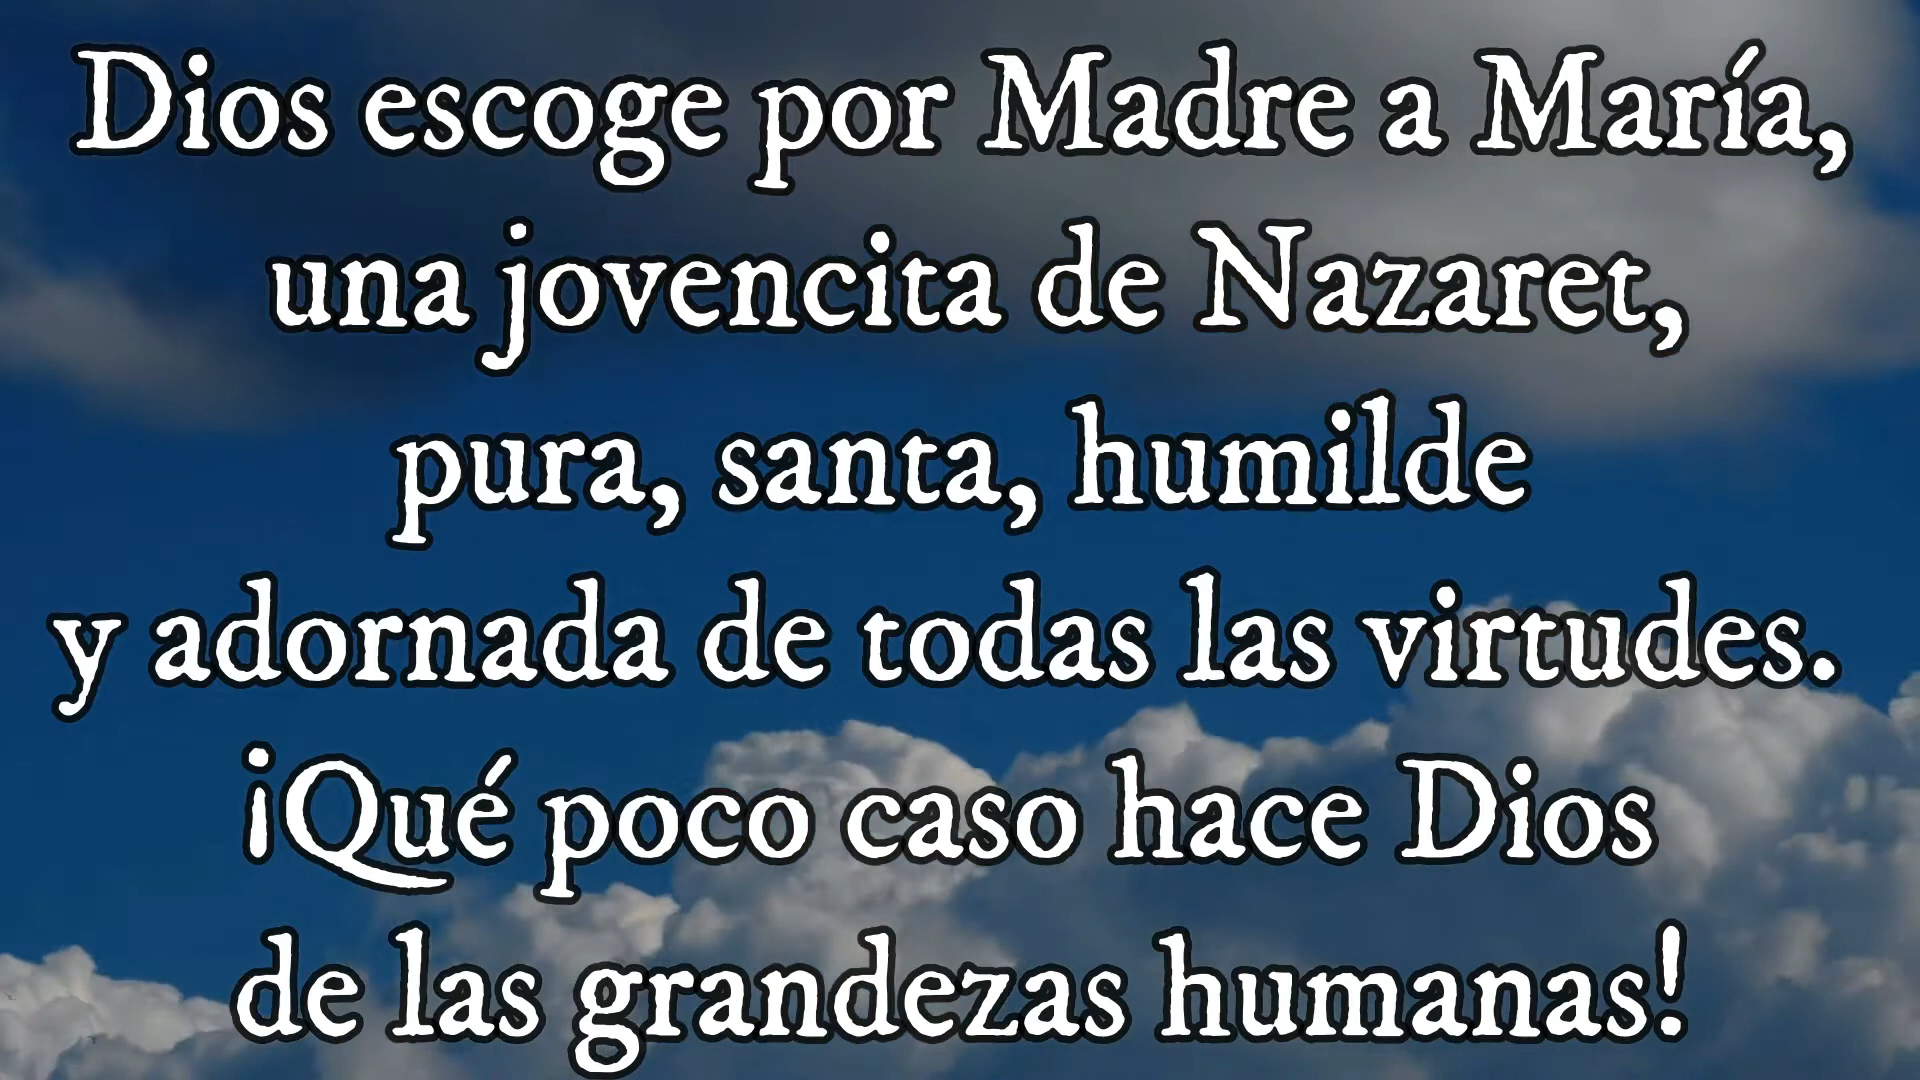 Dios escoge por Madre a María,
una jovencita de Nazaret,
pura, santa, humilde
y adornada de todas las virtudes.
¡Qué poco caso hace Dios
de las grandezas humanas!